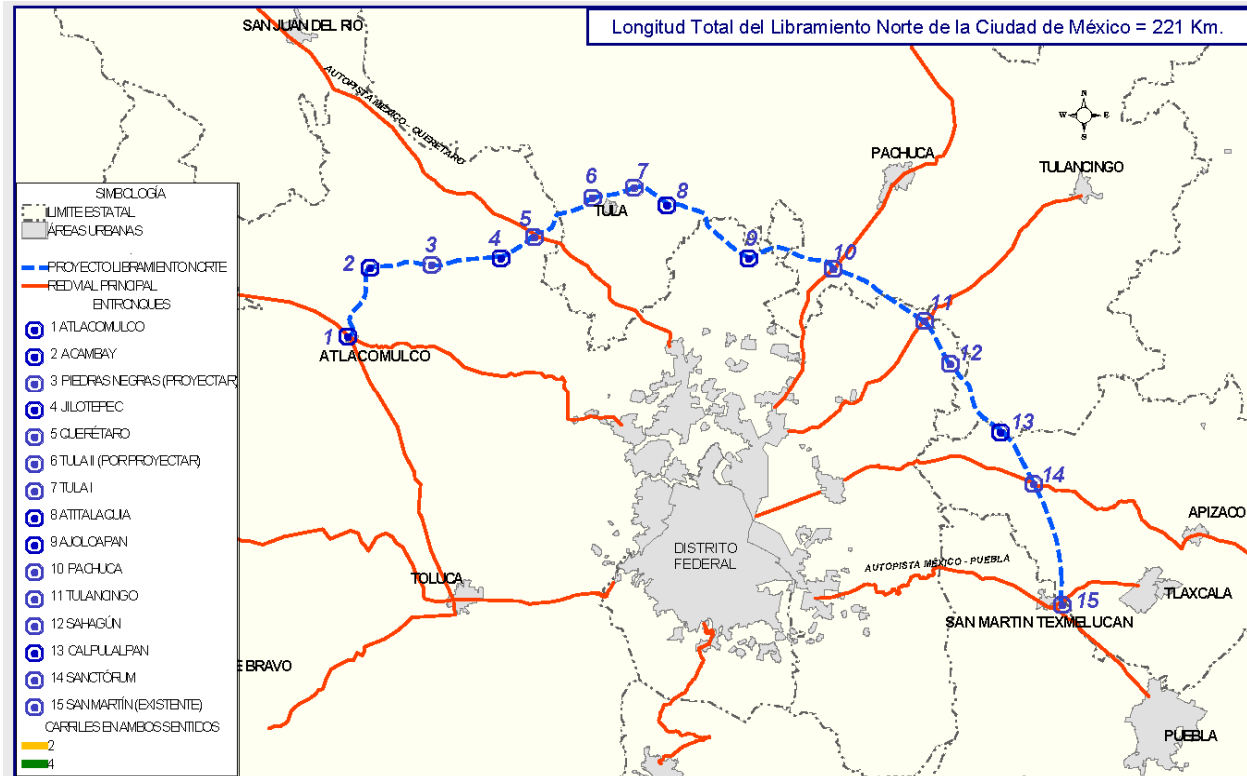 Longitud Total del Libramiento Norte de la Ciudad de México = 221 Km.
SAN JUAN DEL RIO
AUTOPISTA MÉXICO - QUERETARO
N
W E
S
PACHUCA
TULANCINGO
6
7
8
TULA
5
4
3
2
9
10
11
12
1
ATLACOMULCO
13
14
APIZACO
DISTRITO
FEDERAL
AUTOPISTA MÉXICO - PUEBLA
TOLUCA
TLAXCALA
15
SAN MARTIN TEXMELUCAN
E BRAVO
PUEBLA
SIMBOLOGÍA
LIMITE ESTATAL
ÁREAS URBANAS
PROYECTO LIBRAMIENTO NORTE
RED VIAL PRINCIPAL
ENTRONQUES
1 ATLACOMULCO
2 ACAMBAY
3 PIEDRAS NEGRAS (PROYECTAR)
4 JILOTEPEC
5 QUERÉTARO
6 TULA II (POR PROYECTAR)
7 TULA I
8 ATITALAQUIA
9 AJOLOAPAN
10 PACHUCA
11 TULANCINGO
12 SAHAGÚN
13 CALPULALPAN
14 SANCTÓRUM
15 SAN MARTÍN (EXISTENTE)
CARRILES EN AMBOS SENTIDOS
2
4